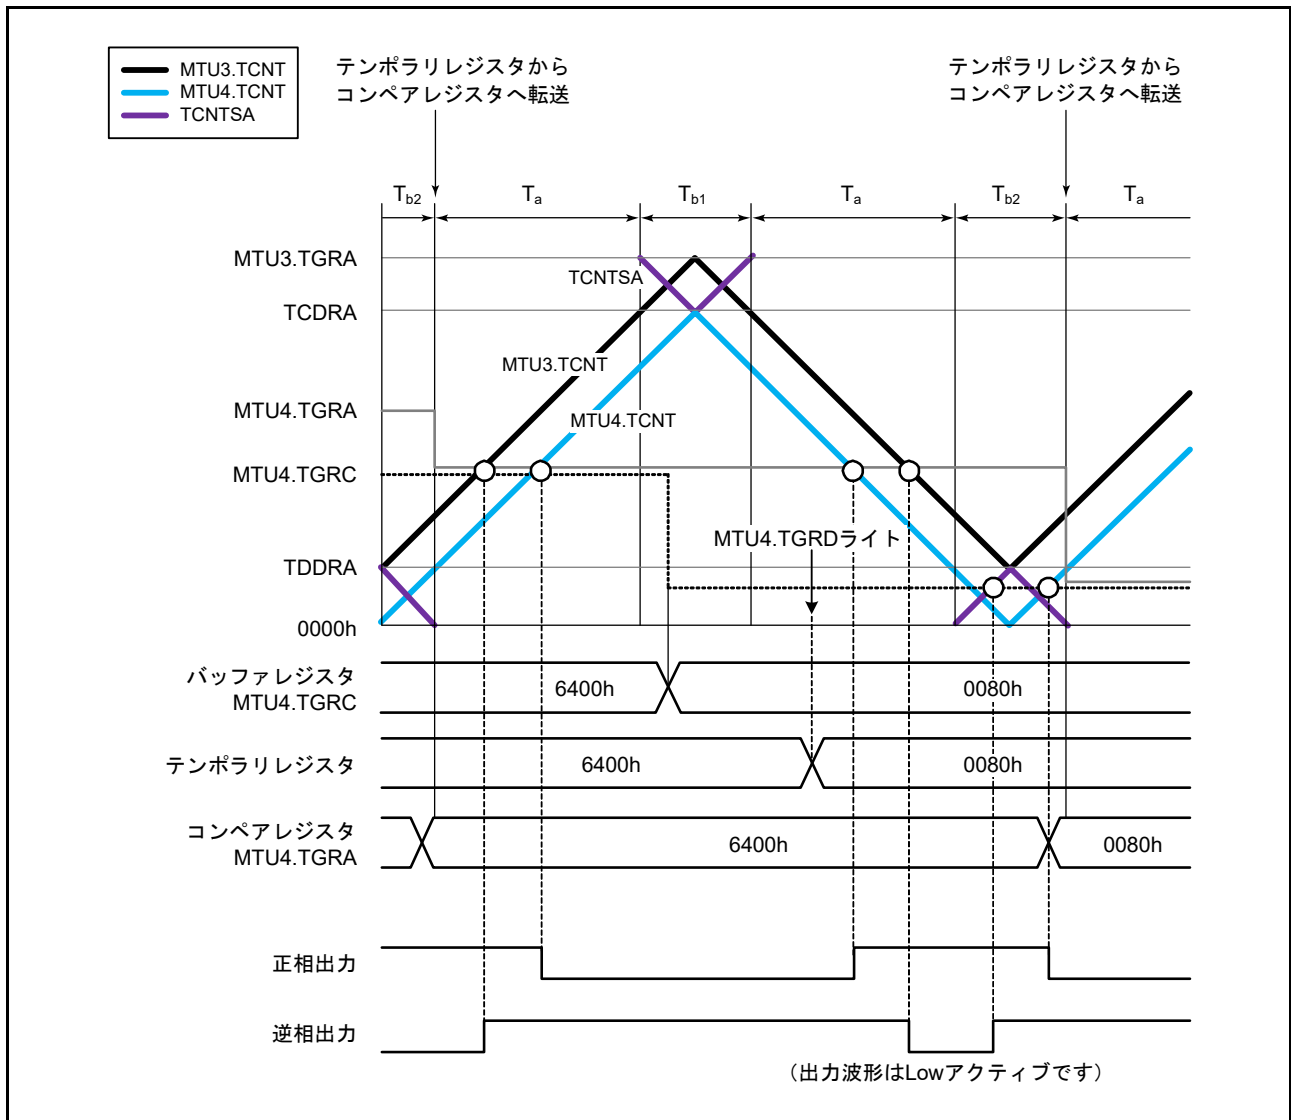 MTU3.TCNT
MTU4.TCNT
TCNTSA
テンポラリレジスタから
コンペアレジスタへ転送
テンポラリレジスタから
コンペアレジスタへ転送
Tb2
Ta
Tb1
Ta
Tb2
Ta
MTU3.TGRA
TCNTSA
TCDRA
MTU3.TCNT
MTU4.TGRA
MTU4.TCNT
MTU4.TGRC
MTU4.TGRDライト
TDDRA
0000h
バッファレジスタ
MTU4.TGRC
6400h
0080h
テンポラリレジスタ
6400h
0080h
コンペアレジスタ
MTU4.TGRA
6400h
0080h
正相出力
逆相出力
（出力波形はLowアクティブです）